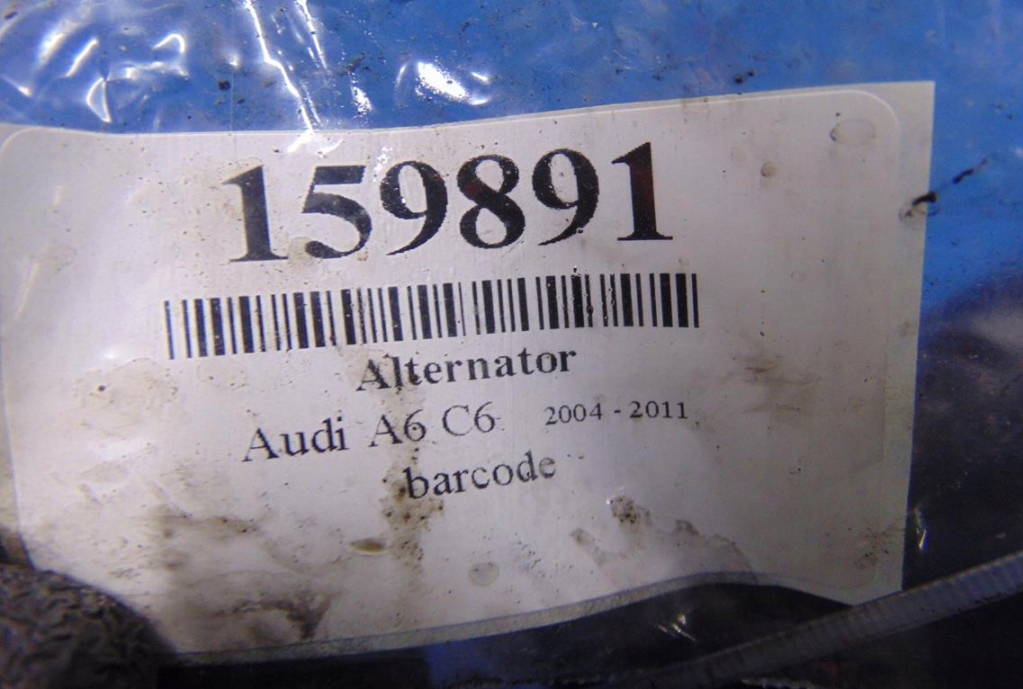 159891
Alternator
Audi A6 C6 2004 - 2011
barcode